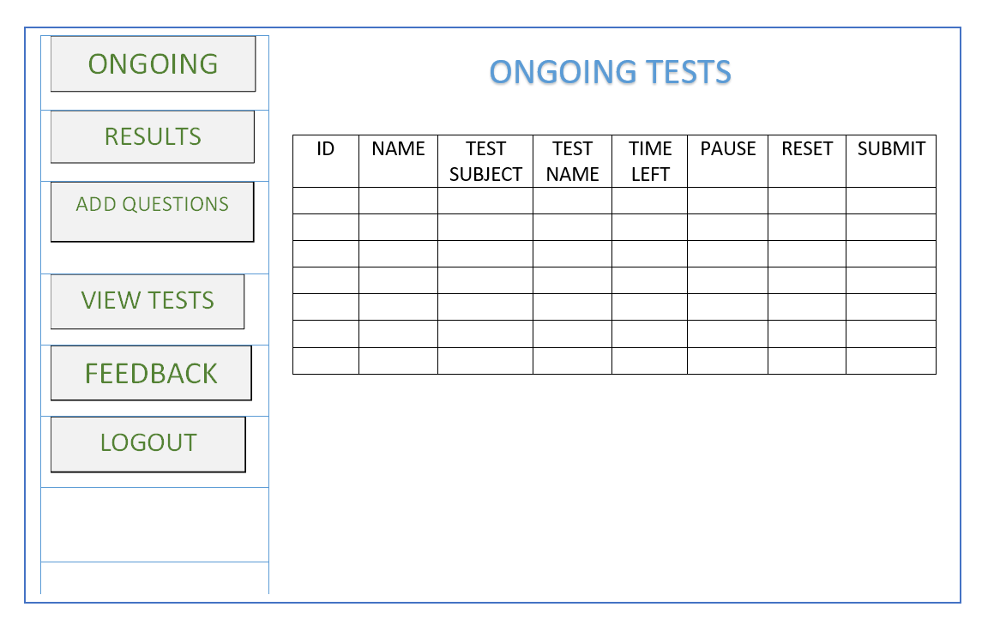 ONGOING
RESULTS
ADD QUESTIONS
VIEW TESTS
FEEDBACK
LOGOUT
ONGOING TESTS
ID NAME TEST SUBJECT TEST NAME TIME LEFT PAUSE RESET SUBMIT